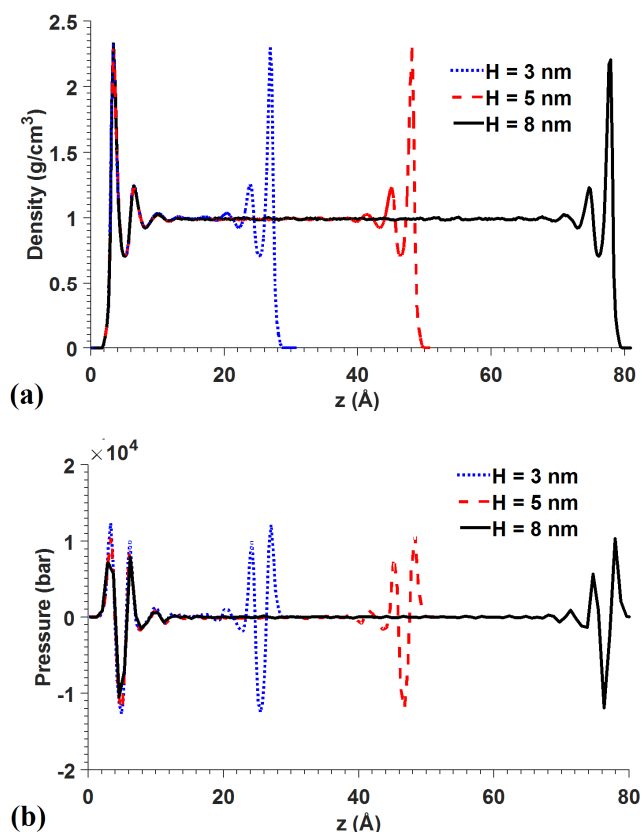 2.5
2
1.5
1
0.5
0
Density (g/cm³)
H = 3 nm
H = 5 nm
H = 8 nm
0 20 40 60 80
z (Å)
(a)
×10⁴
2
1
0
-1
-2
Pressure (bar)
H = 3 nm
H = 5 nm
H = 8 nm
0 20 40 60 80
z (Å)
(b)